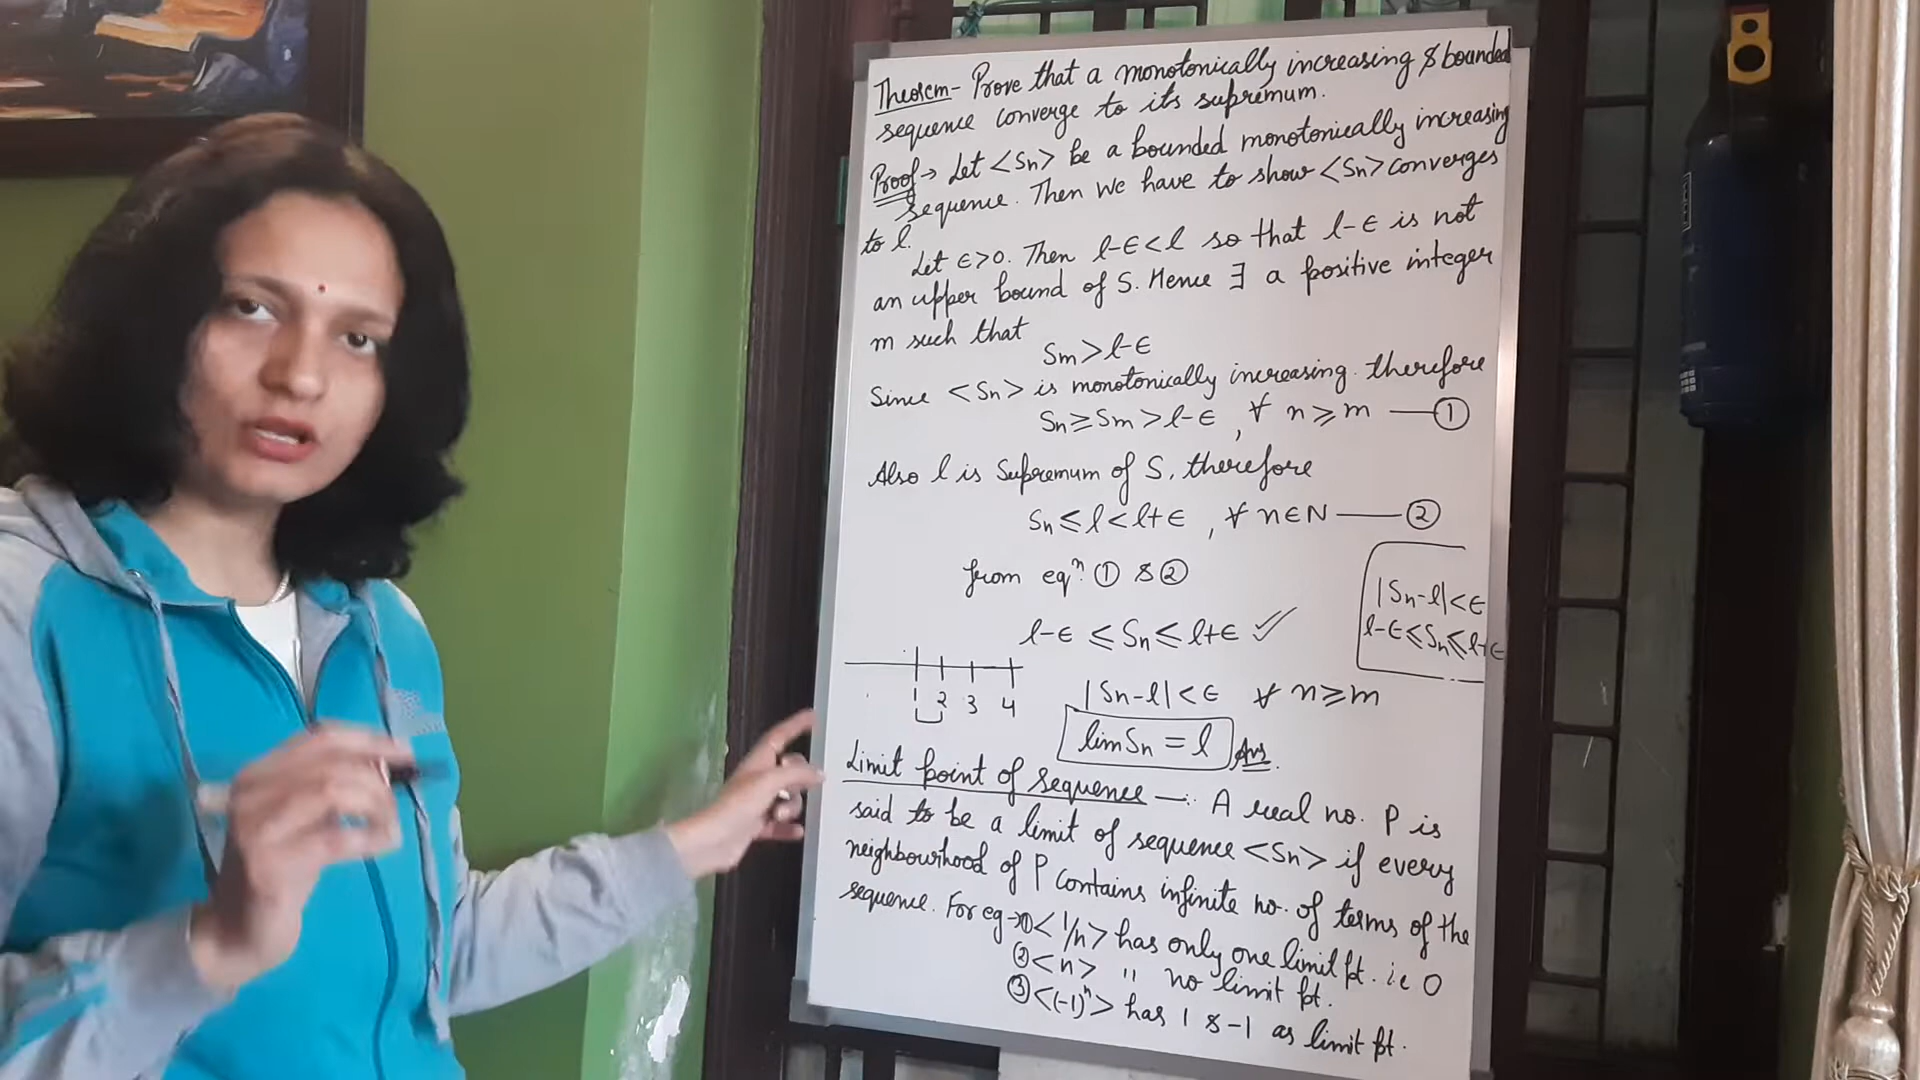 Theorem - Prove that a monotonically increasing & bounded
sequence converge to its supremum.
Proof → Let <Sn> be a bounded monotonically increasing
sequence. Then We have to show <Sn> converges
to l.
Let ϵ>0. Then l-ϵ<l so that l-ϵ is not
an upper bound of S. Hence ∃ a positive integer
m such that
Sm>l-ϵ
Since <Sn> is monotonically increasing. therefore
Sn≥Sm>l-ϵ, ∀ n≥m —①
Also l is Supremum of S, therefore
Sn≤l<l+ϵ, ∀ n∈N —②
from eqⁿ. ① & ②
|Sn-l|<ϵ
l-ϵ≤Sn≤l+ϵ
l-ϵ ≤Sn≤ l+ϵ ✓
1 2 3 4
|Sn-l|<ϵ ∀ n≥m
lim Sn = l Ans.
Limit point of sequence —: A real no. P is
said to be a limit of sequence <Sn> if every
neighbourhood of P contains infinite no. of terms of the
sequence. For eg → ① <1/n> has only one limit pt. i.e 0
② <n> " no limit pt.
③ <(-1)ⁿ> has 1 & -1 as limit pt.